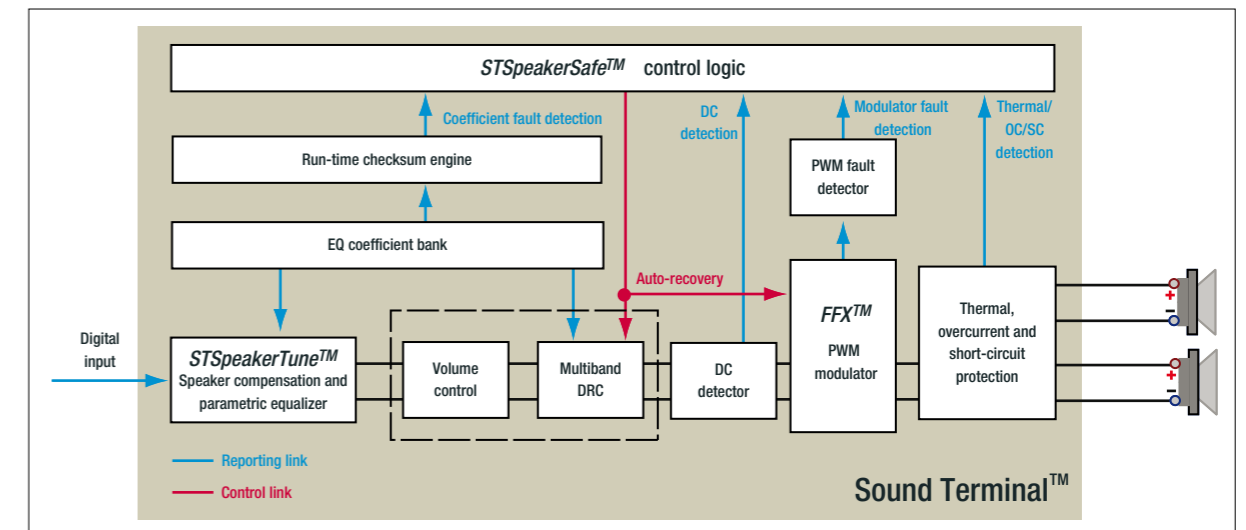 STSpeakerSafe™ control logic
Coefficient fault detection
DC
detection
Modulator fault
detection
Thermal/
OC/SC
detection
Run-time checksum engine
PWM fault
detector
EQ coefficient bank
Auto-recovery
Digital
input
STSpeakerTune™
Speaker compensation and
parametric equalizer
Volume
control
Multiband
DRC
DC
detector
FFX™
PWM
modulator
Thermal,
overcurrent and
short-circuit
protection
+
–
+
–
Reporting link
Control link
Sound Terminal™